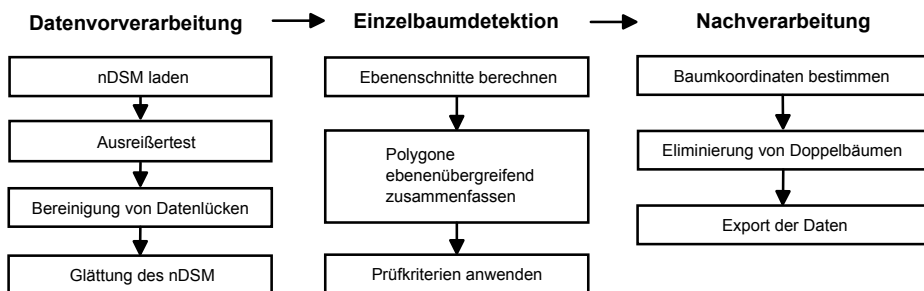 Datenvorverarbeitung
nDSM laden
Ausreißertest
Bereinigung von Datenlücken
Glättung des nDSM
Einzelbaumdetektion
Ebenenschnitte berechnen
Polygone
ebenenübergreifend
zusammenfassen
Prüfkriterien anwenden
Nachverarbeitung
Baumkoordinaten bestimmen
Eliminierung von Doppelbäumen
Export der Daten